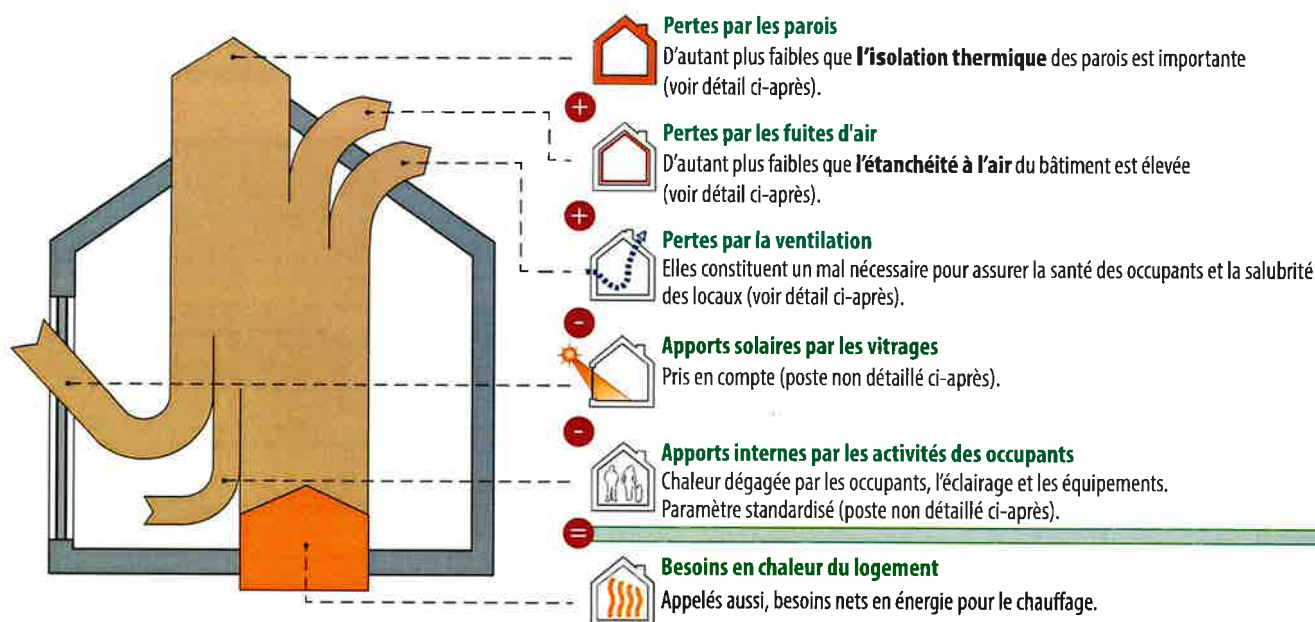 Pertes par les parois
D'autant plus faibles que l'isolation thermique des parois est importante
(voir détail ci-après).
+
Pertes par les fuites d'air
D'autant plus faibles que l'étanchéité à l'air du bâtiment est élevée
(voir détail ci-après).
+
Pertes par la ventilation
Elles constituent un mal nécessaire pour assurer la santé des occupants et la salubrité
des locaux (voir détail ci-après).
-
Apports solaires par les vitrages
Pris en compte (poste non détaillé ci-après).
-
Apports internes par les activités des occupants
Chaleur dégagée par les occupants, l'éclairage et les équipements.
Paramètre standardisé (poste non détaillé ci-après).
=
Besoins en chaleur du logement
Appelés aussi, besoins nets en énergie pour le chauffage.